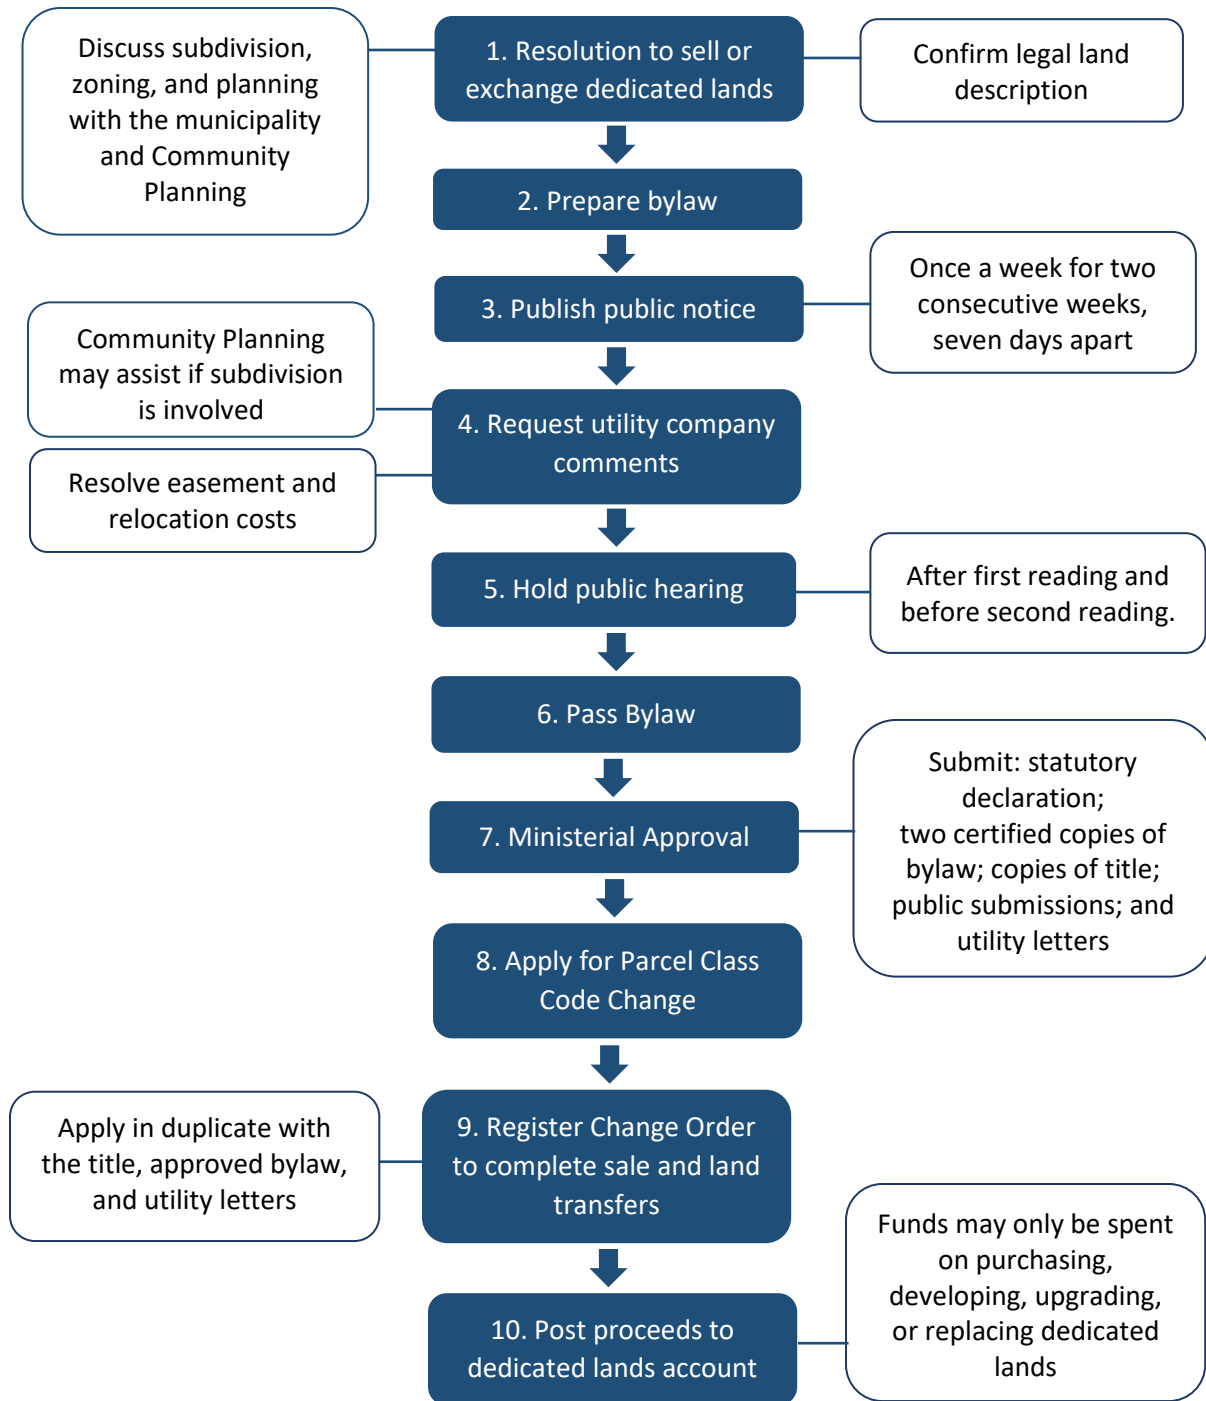 Discuss subdivision,
zoning, and planning
with the municipality
and Community
Planning
1. Resolution to sell or
exchange dedicated lands
Confirm legal land
description
2. Prepare bylaw
3. Publish public notice
Once a week for two
consecutive weeks,
seven days apart
Community Planning
may assist if subdivision
is involved
4. Request utility company
comments
Resolve easement and
relocation costs
5. Hold public hearing
After first reading and
before second reading.
6. Pass Bylaw
7. Ministerial Approval
Submit: statutory
declaration;
two certified copies of
bylaw; copies of title;
public submissions; and
utility letters
8. Apply for Parcel Class
Code Change
9. Register Change Order
to complete sale and land
transfers
Apply in duplicate with
the title, approved bylaw,
and utility letters
10. Post proceeds to
dedicated lands account
Funds may only be spent
on purchasing,
developing, upgrading,
or replacing dedicated
lands